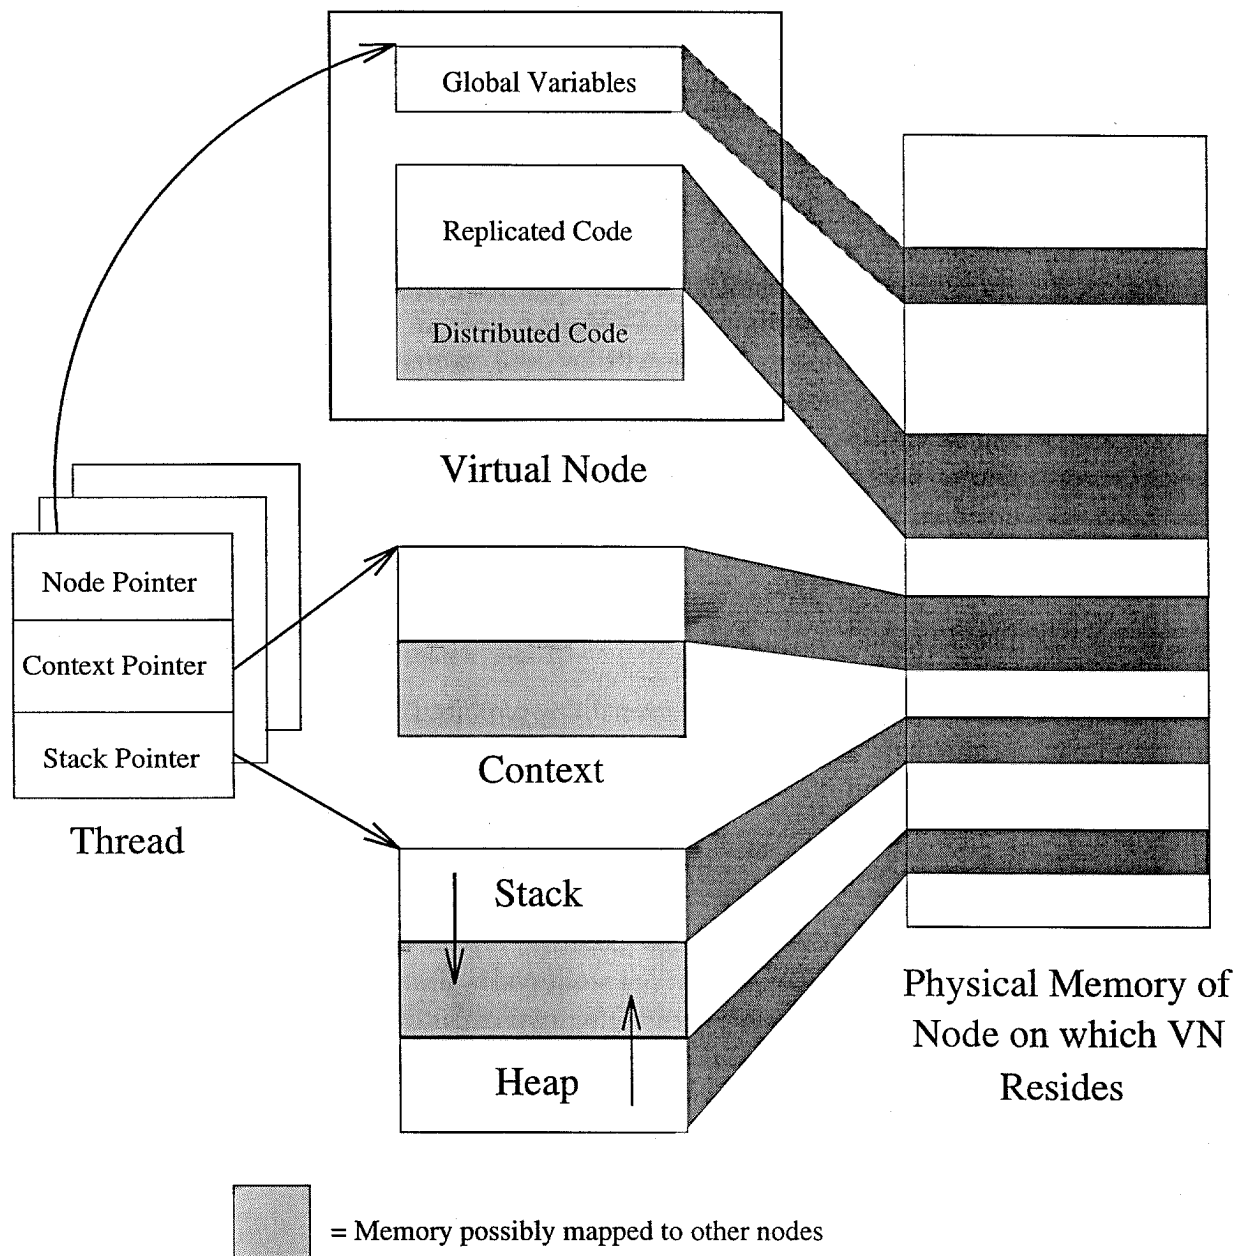 Global Variables
Replicated Code
Distributed Code
Virtual Node
Node Pointer
Context Pointer
Stack Pointer
Thread
Context
Stack
Heap
Physical Memory of
Node on which VN
Resides
= Memory possibly mapped to other nodes